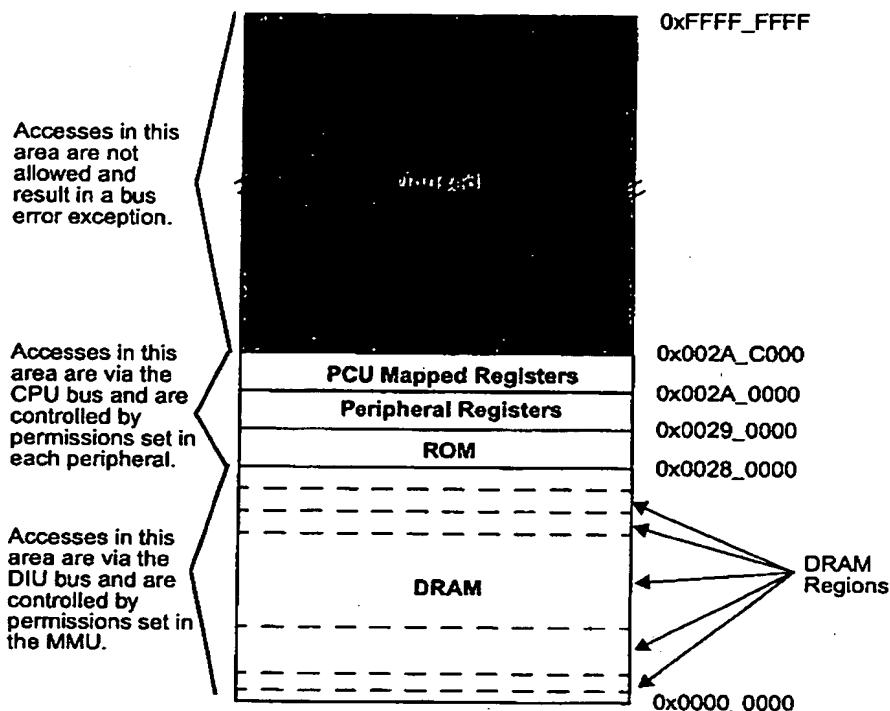 0xFFFF_FFFF
Accesses in this
area are not
allowed and
result in a bus
error exception.
0x002A_C000
Accesses in this
area are via the
CPU bus and are
controlled by
permissions set in
each peripheral.
PCU Mapped Registers
0x002A_0000
Peripheral Registers
0x0029_0000
ROM
0x0028_0000
Accesses in this
area are via the
DIU bus and are
controlled by
permissions set in
the MMU.
DRAM
DRAM
Regions
0x0000_0000